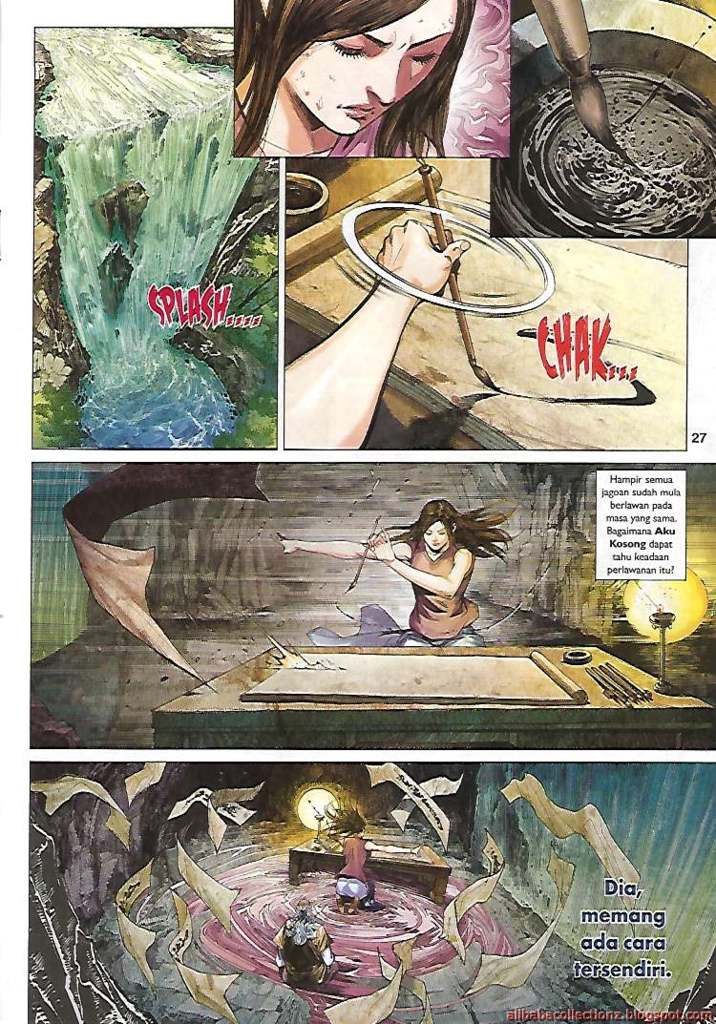 SPLASH....
CHAK...
27
Hampir semua
jagoan sudah mula
berlawan pada
masa yang sama.
Bagaimana Aku
Kosong dapat
tahu keadaan
perlawanan itu?
Dia,
memang
ada cara
tersendiri.
alibabacollectionz.blogspot.com